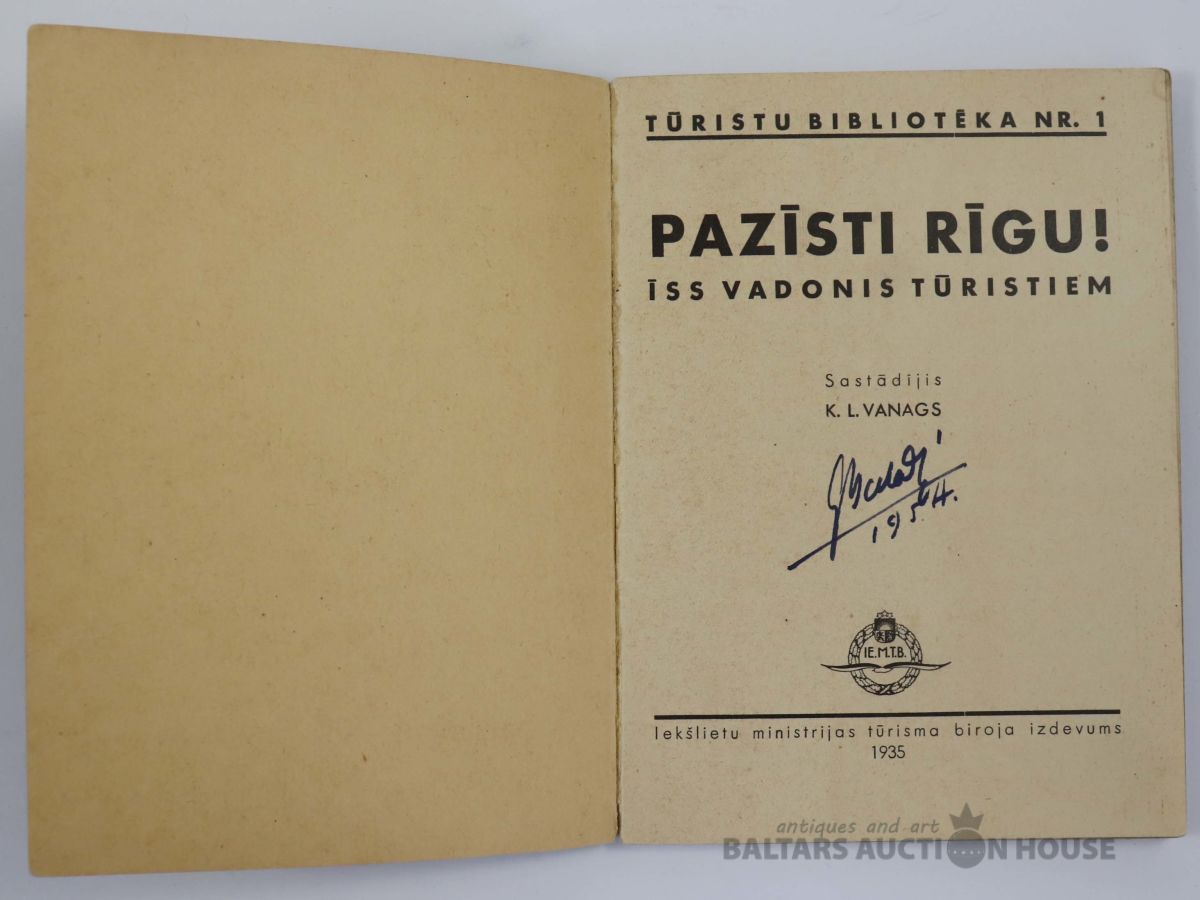 TŪRISTU BIBLIOTĒKA NR. 1
PAZĪSTI RĪGU!
ĪSS VADONIS TŪRISTIEM
Sastādījis
K. L. VANAGS
1954.
IE.M.T.B.
Iekšlietu ministrijas tūrisma biroja izdevums
1935
antiques and art
BALTARS AUCTION HOUSE